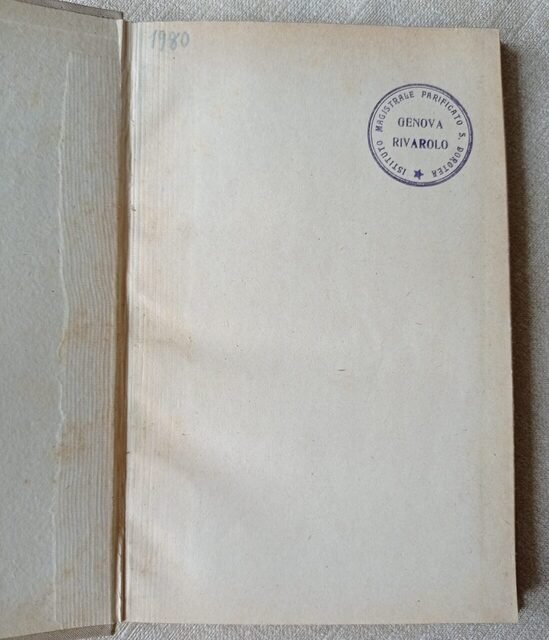 1980
ISTITUTO MAGISTRALE PARIFICATO S. DOROTEA
GENOVA
RIVAROLO